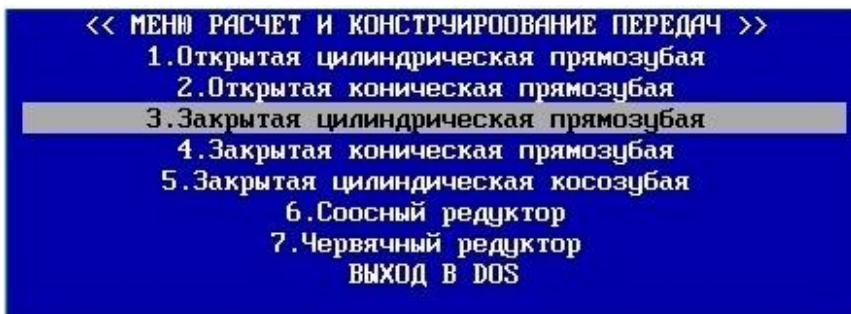 << МЕНЮ РАСЧЕТ И КОНСТРУИРООВАНИЕ ПЕРЕДАЧ >>
1.Открытая цилиндрическая прямозубая
2.Открытая коническая прямозубая
3.Закрытая цилиндрическая прямозубая
4.Закрытая коническая прямозубая
5.Закрытая цилиндическая косозубая
6.Соосный редуктор
7.Червячный редуктор
ВЫХОД В DOS